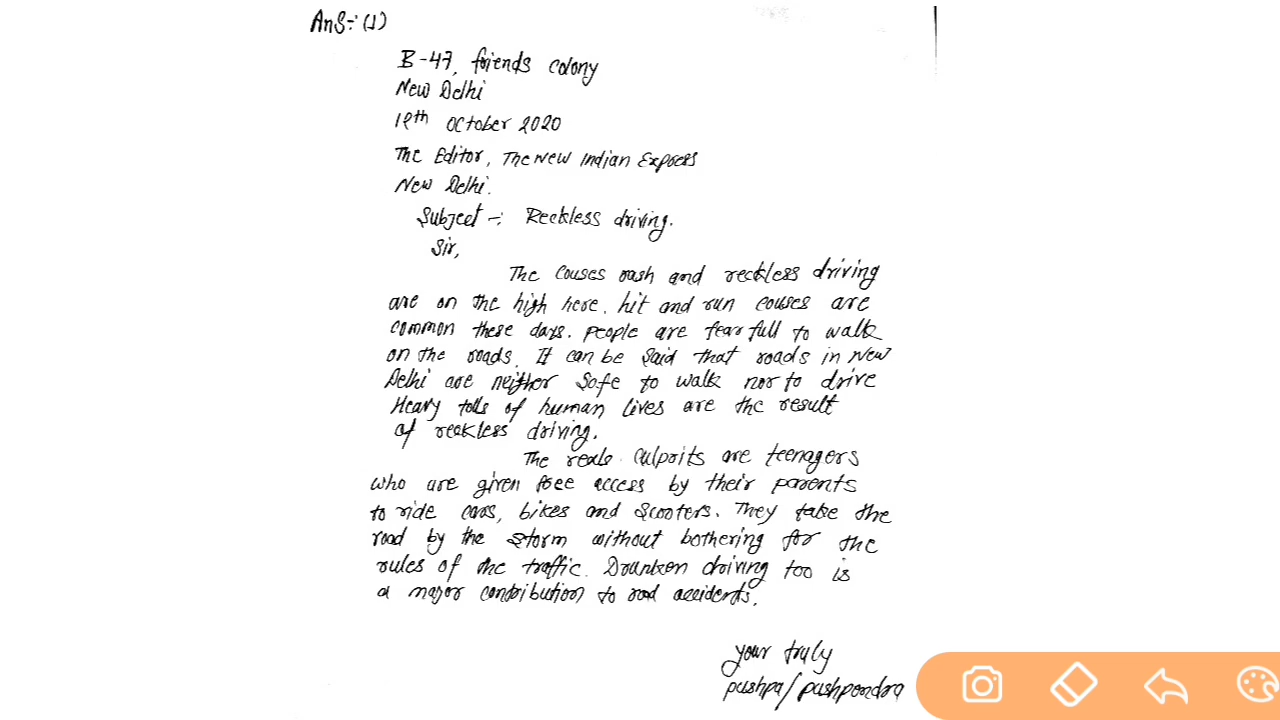 Ans:- (1)
B-47, friends colony
New Delhi
October 2020
The Editor, The New Indian Express
New Delhi.
Subject -: Reckless driving.
Sir,
The couses rash and reckless driving
are on the high here. hit and run couses are
common these days. people are fearfull to walk
on the roads. It can be said that roads in New
Delhi are neither safe to walk nor to drive
Heavy tolls of human lives are the result
of reckless driving.
The reals culprits are teenagers
who are given free access by their parents
to ride cars, bikes and scooters. They take the
road by the storm without bothering for the
rules of the traffic. Drunken driving too is
a major contribution to road accidents.
your truly
pushpa/pushpendra